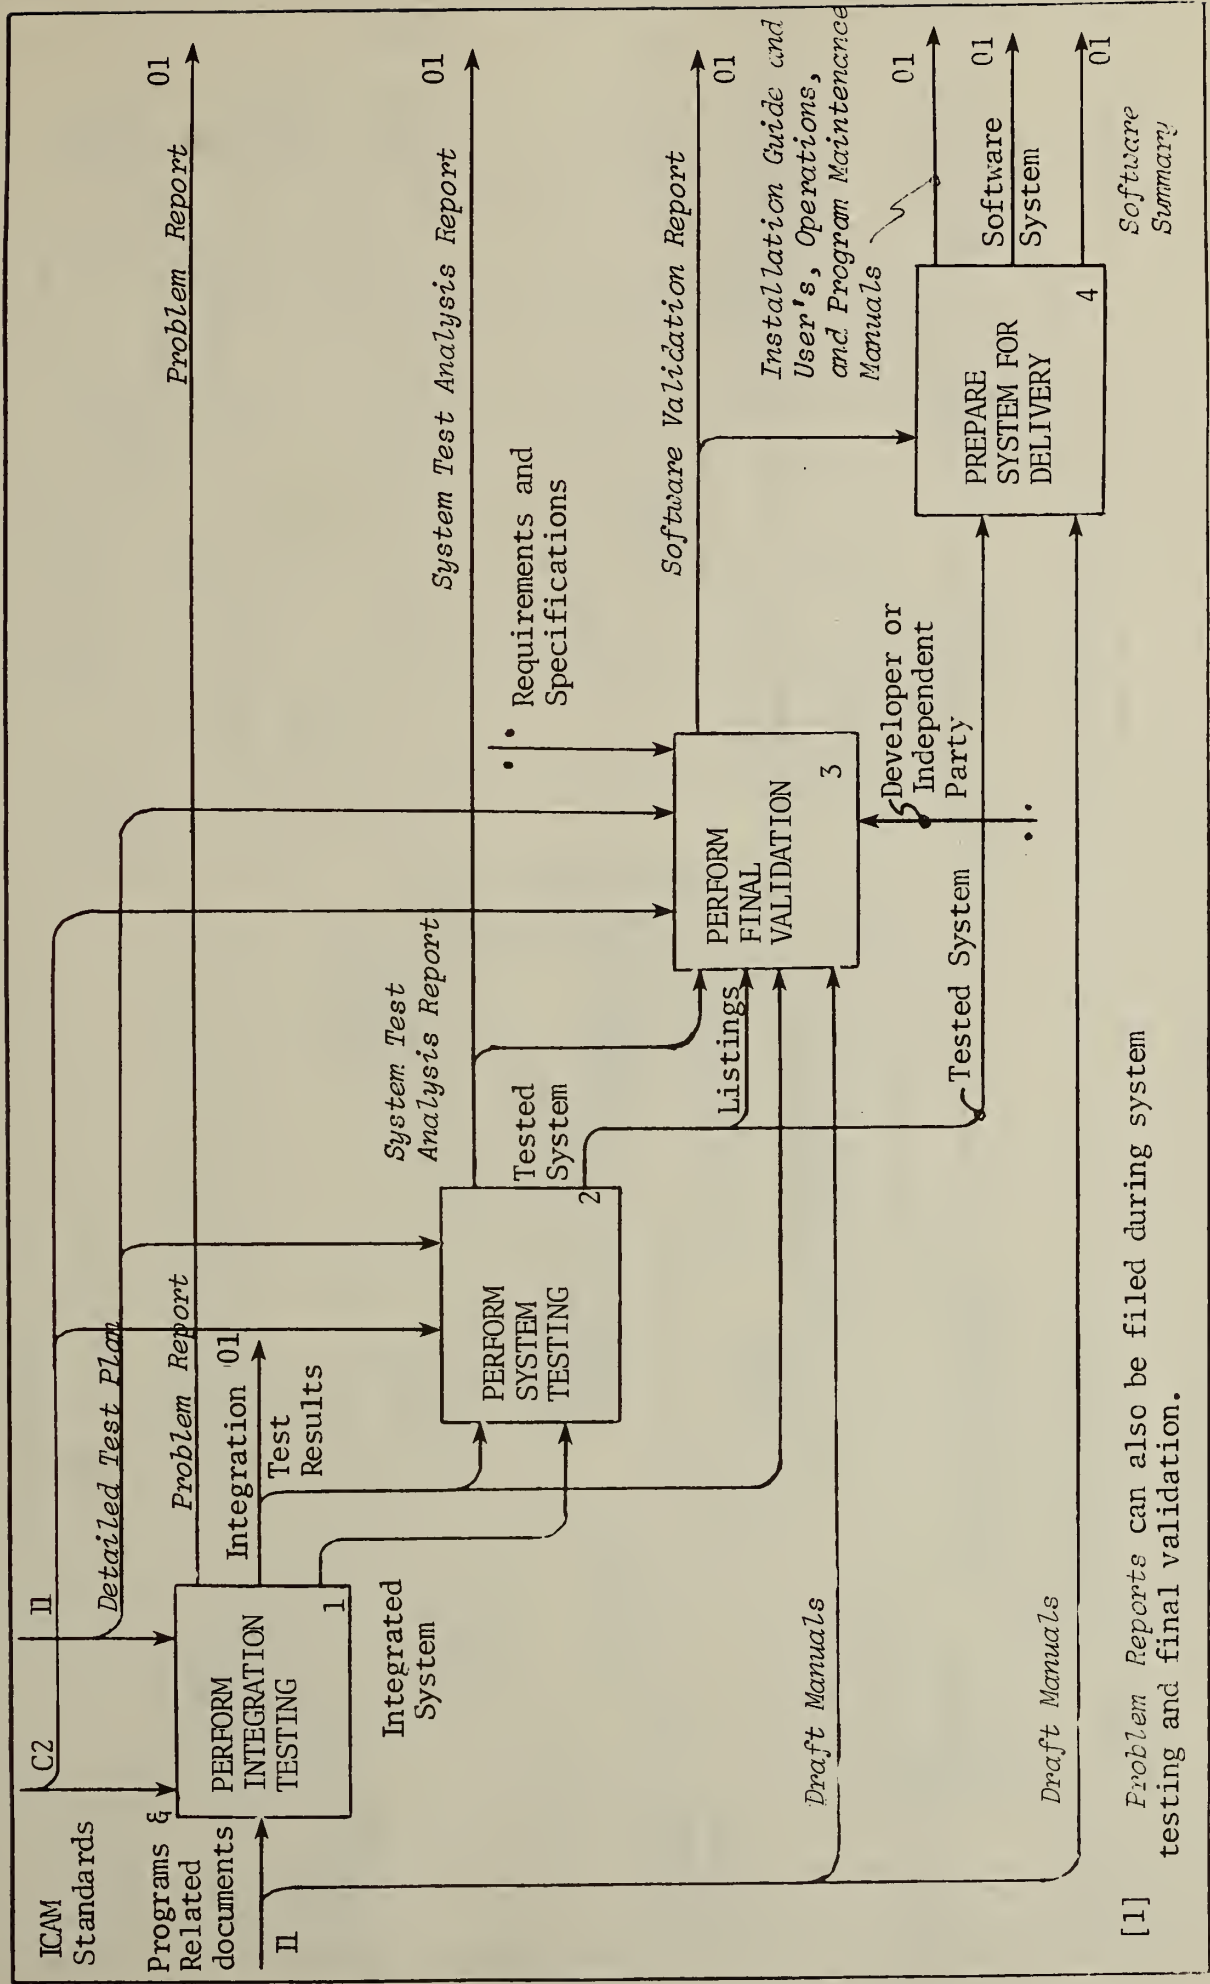 ICAM
Standards
C2
I1
Detailed Test Plan
Programs &
Related
documents
I1
PERFORM
INTEGRATION
TESTING
1
Problem Report
Problem Report
O1
Integration
Test
Results
O1
Integrated
System
PERFORM
SYSTEM
TESTING
2
System Test
Analysis Report
System Test Analysis Report
O1
Tested
System
Listings
Requirements and
Specifications
PERFORM
FINAL
VALIDATION
3
Software Validation Report
O1
Developer or
Independent
Party
Tested System
Draft Manuals
Draft Manuals
PREPARE
SYSTEM FOR
DELIVERY
4
Installation Guide and
User's, Operations,
and Program Maintenance
Manuals
O1
Software
System
O1
O1
Software
Summary
[1] Problem Reports can also be filed during system
testing and final validation.